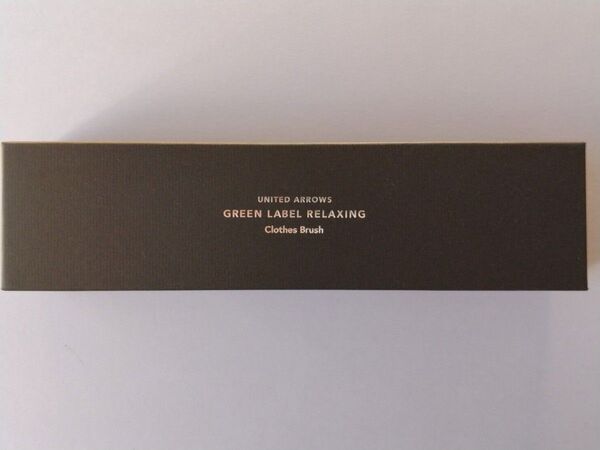 UNITED ARROWS
GREEN LABEL RELAXING
Clothes Brush